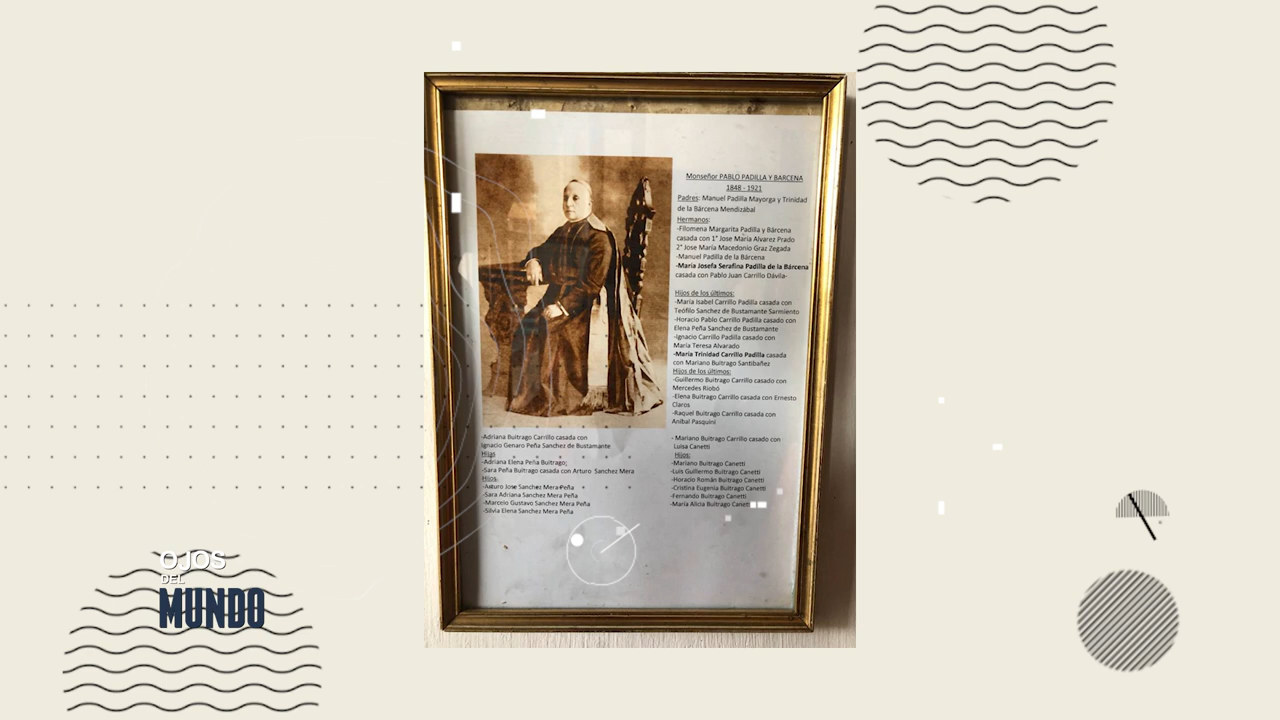 Monseñor PABLO PADILLA Y BARCENA
1848 - 1921
Padres: Manuel Padilla Mayorga y Trinidad
de la Bárcena Mendizábal
Hermanos:
-Filomena Margarita Padilla y Bárcena
casada con 1° Jose María Alvarez Prado
2° Jose María Macedonio Graz Zegada
-Manuel Padilla de la Bárcena
-María Josefa Serafina Padilla de la Bárcena
casada con Pablo Juan Carrillo Dávila-
Hijos de los últimos:
-María Isabel Carrillo Padilla casada con
Teófilo Sanchez de Bustamante Sarmiento
-Horacio Pablo Carrillo Padilla casado con
Elena Peña Sanchez de Bustamante
-Ignacio Carrillo Padilla casado con
María Teresa Alvarado
-María Trinidad Carrillo Padilla casada
con Mariano Buitrago Santibañez
Hijos de los últimos:
-Guillermo Buitrago Carrillo casado con
Mercedes Riobó
-Elena Buitrago Carrillo casada con Ernesto
Claros
-Raquel Buitrago Carrillo casada con
Aníbal Pasquini
-Adriana Buitrago Carrillo casada con
Ignacio Genaro Peña Sanchez de Bustamante
Hijas
-Adriana Elena Peña Buitrago;
-Sara Peña Buitrago casada con Arturo Sanchez Mera
Hijos.
-Arturo Jose Sanchez Mera Peña
-Sara Adriana Sanchez Mera Peña
-Marcelo Gustavo Sanchez Mera Peña
-Silvia Elena Sanchez Mera Peña
- Mariano Buitrago Carrillo casado con
Luisa Canetti
Hijos:
-Mariano Buitrago Canetti
-Luis Guillermo Buitrago Canetti
-Horacio Román Buitrago Canetti
-Cristina Eugenia Buitrago Canetti
-Fernando Buitrago Canetti
-María Alicia Buitrago Canetti
OJOS
DEL
MUNDO